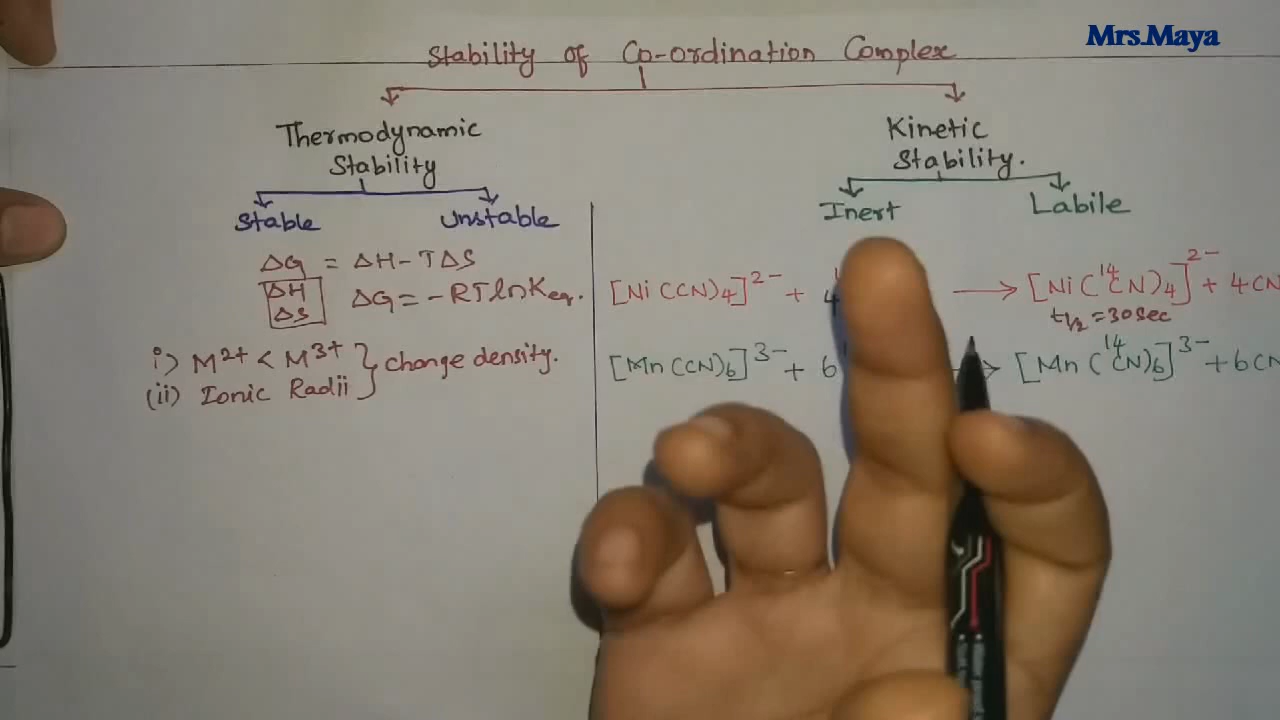 Mrs.Maya
Stability of Co-ordination Complex
Thermodynamic
Stability
Kinetic
Stability.
Stable
Unstable
Inert
Labile
ΔG = ΔH-TΔS
ΔH
ΔS
ΔG = -RTlnKeq.
i) M2+ < M3+
(ii) Ionic Radii
} change density.
[Ni(CN)4]2- + 4 → [Ni(14CN)4]2- + 4CN
t1/2 = 30sec
[Mn(CN)6]3- + 6 → [Mn(14CN)6]3- + 6CN